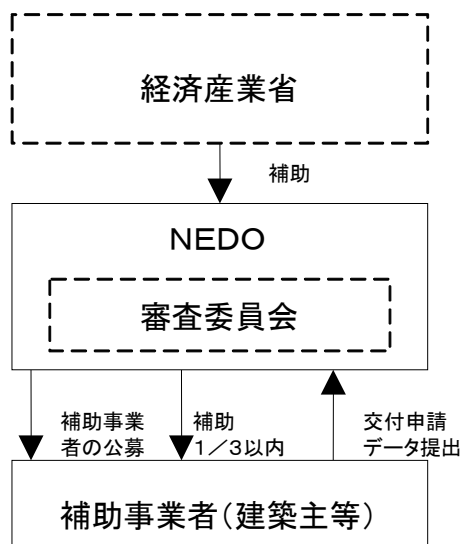 経済産業省
補助
NEDO
審査委員会
補助事業
者の公募
補助
1/3以内
交付申請
データ提出
補助事業者(建築主等)